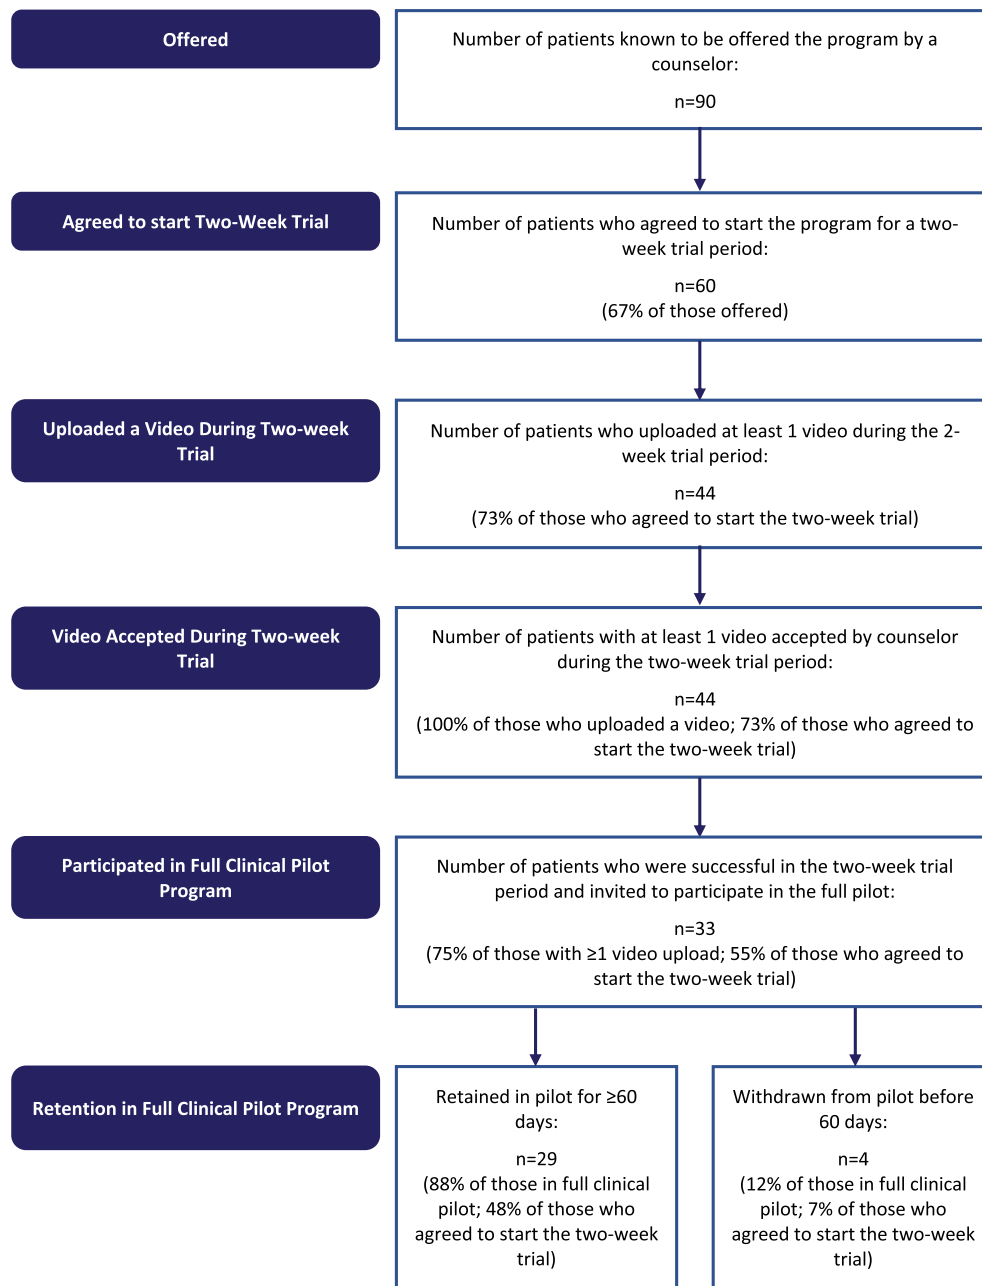 Offered
Number of patients known to be offered the program by a
counselor:
n=90
Agreed to start Two-Week Trial
Number of patients who agreed to start the program for a two-
week trial period:
n=60
(67% of those offered)
Uploaded a Video During Two-week
Trial
Number of patients who uploaded at least 1 video during the 2-
week trial period:
n=44
(73% of those who agreed to start the two-week trial)
Video Accepted During Two-week
Trial
Number of patients with at least 1 video accepted by counselor
during the two-week trial period:
n=44
(100% of those who uploaded a video; 73% of those who agreed to
start the two-week trial)
Participated in Full Clinical Pilot
Program
Number of patients who were successful in the two-week trial
period and invited to participate in the full pilot:
n=33
(75% of those with ≥1 video upload; 55% of those who agreed to
start the two-week trial)
Retention in Full Clinical Pilot Program
Retained in pilot for ≥60
days:
n=29
(88% of those in full clinical
pilot; 48% of those who
agreed to start the two-week
trial)
Withdrawn from pilot before
60 days:
n=4
(12% of those in full clinical
pilot; 7% of those who
agreed to start the two-week
trial)